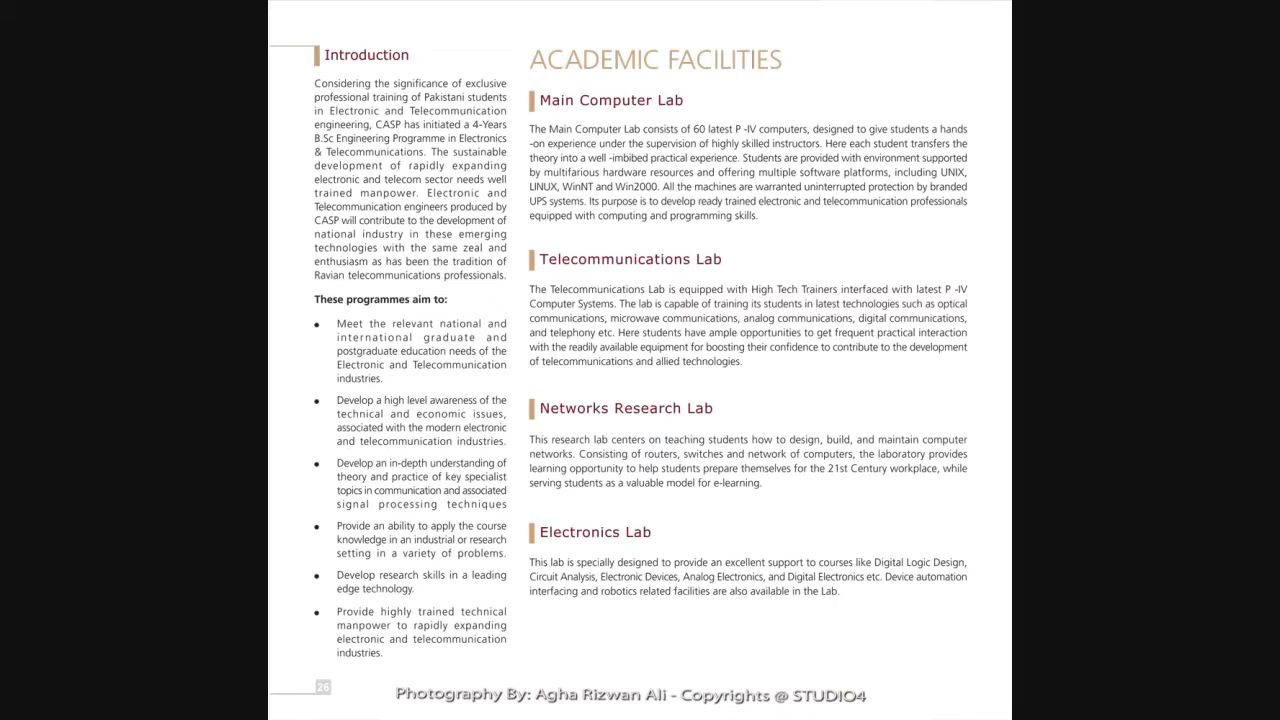 Introduction
Considering the significance of exclusive
professional training of Pakistani students
in Electronic and Telecommunication
engineering, CASP has initiated a 4-Years
B.Sc Engineering Programme in Electronics
& Telecommunications. The sustainable
development of rapidly expanding
electronic and telecom sector needs well
trained manpower. Electronic and
Telecommunication engineers produced by
CASP will contribute to the development of
national industry in these emerging
technologies with the same zeal and
enthusiasm as has been the tradition of
Ravian telecommunications professionals.
These programmes aim to:
• Meet the relevant national and
international graduate and
postgraduate education needs of the
Electronic and Telecommunication
industries.
• Develop a high level awareness of the
technical and economic issues,
associated with the modern electronic
and telecommunication industries.
• Develop an in-depth understanding of
theory and practice of key specialist
topics in communication and associated
signal processing techniques
• Provide an ability to apply the course
knowledge in an industrial or research
setting in a variety of problems.
• Develop research skills in a leading
edge technology.
• Provide highly trained technical
manpower to rapidly expanding
electronic and telecommunication
industries.
ACADEMIC FACILITIES
Main Computer Lab
The Main Computer Lab consists of 60 latest P -IV computers, designed to give students a hands
-on experience under the supervision of highly skilled instructors. Here each student transfers the
theory into a well -imbibed practical experience. Students are provided with environment supported
by multifarious hardware resources and offering multiple software platforms, including UNIX,
LINUX, WinNT and Win2000. All the machines are warranted uninterrupted protection by branded
UPS systems. Its purpose is to develop ready trained electronic and telecommunication professionals
equipped with computing and programming skills.
Telecommunications Lab
The Telecommunications Lab is equipped with High Tech Trainers interfaced with latest P -IV
Computer Systems. The lab is capable of training its students in latest technologies such as optical
communications, microwave communications, analog communications, digital communications,
and telephony etc. Here students have ample opportunities to get frequent practical interaction
with the readily available equipment for boosting their confidence to contribute to the development
of telecommunications and allied technologies.
Networks Research Lab
This research lab centers on teaching students how to design, build, and maintain computer
networks. Consisting of routers, switches and network of computers, the laboratory provides
learning opportunity to help students prepare themselves for the 21st Century workplace, while
serving students as a valuable model for e-learning.
Electronics Lab
This lab is specially designed to provide an excellent support to courses like Digital Logic Design,
Circuit Analysis, Electronic Devices, Analog Electronics, and Digital Electronics etc. Device automation
interfacing and robotics related facilities are also available in the Lab.
26
Photography By: Agha Rizwan Ali - Copyrights @ STUDIO4